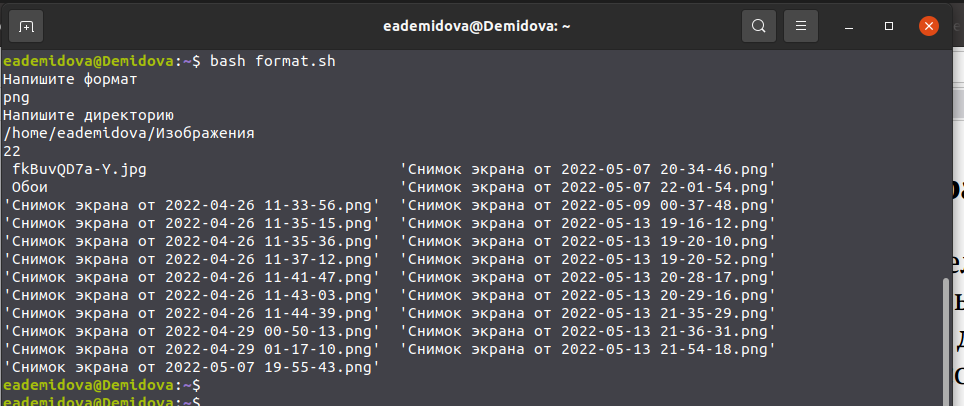 eademidova@Demidova: ~
eademidova@Demidova:~$ bash format.sh
Напишите формат
png
Напишите директорию
/home/eademidova/Изображения
22
fkBuvQD7a-Y.jpg 'Снимок экрана от 2022-05-07 20-34-46.png'
Обои 'Снимок экрана от 2022-05-07 22-01-54.png'
'Снимок экрана от 2022-04-26 11-33-56.png' 'Снимок экрана от 2022-05-09 00-37-48.png'
'Снимок экрана от 2022-04-26 11-35-15.png' 'Снимок экрана от 2022-05-13 19-16-12.png'
'Снимок экрана от 2022-04-26 11-35-36.png' 'Снимок экрана от 2022-05-13 19-20-10.png'
'Снимок экрана от 2022-04-26 11-37-12.png' 'Снимок экрана от 2022-05-13 19-20-52.png'
'Снимок экрана от 2022-04-26 11-41-47.png' 'Снимок экрана от 2022-05-13 20-28-17.png'
'Снимок экрана от 2022-04-26 11-43-03.png' 'Снимок экрана от 2022-05-13 20-29-16.png'
'Снимок экрана от 2022-04-26 11-44-39.png' 'Снимок экрана от 2022-05-13 21-35-29.png'
'Снимок экрана от 2022-04-29 00-50-13.png' 'Снимок экрана от 2022-05-13 21-36-31.png'
'Снимок экрана от 2022-04-29 01-17-10.png' 'Снимок экрана от 2022-05-13 21-54-18.png'
'Снимок экрана от 2022-05-07 19-55-43.png'
eademidova@Demidova:~$
eademidova@Demidova:~$